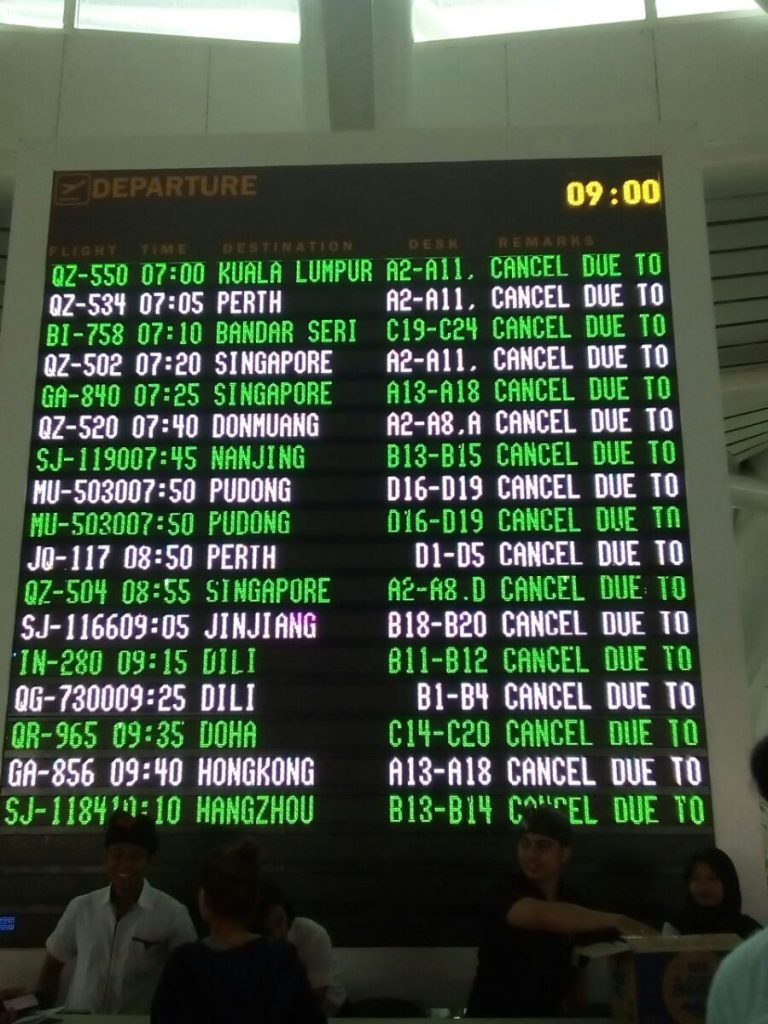 DEPARTURE 09:00
FLIGHT TIME DESTINATION DESK REMARKS
QZ-550 07:00 KUALA LUMPUR A2-A11, CANCEL DUE TO
QZ-534 07:05 PERTH A2-A11, CANCEL DUE TO
BI-758 07:10 BANDAR SERI C19-C24 CANCEL DUE TO
QZ-502 07:20 SINGAPORE A2-A11, CANCEL DUE TO
GA-840 07:25 SINGAPORE A13-A18 CANCEL DUE TO
QZ-520 07:40 DONMUANG A2-A8,A CANCEL DUE TO
SJ-119007:45 NANJING B13-B15 CANCEL DUE TO
MU-503007:50 PUDONG D16-D19 CANCEL DUE TO
MU-503007:50 PUDONG D16-D19 CANCEL DUE TO
JQ-117 08:50 PERTH D1-D5 CANCEL DUE TO
QZ-504 08:55 SINGAPORE A2-A8,D CANCEL DUE TO
SJ-116609:05 JINJIANG B18-B20 CANCEL DUE TO
IN-280 09:15 DILI B11-B12 CANCEL DUE TO
QG-730009:25 DILI B1-B4 CANCEL DUE TO
QR-965 09:35 DOHA C14-C20 CANCEL DUE TO
GA-856 09:40 HONGKONG A13-A18 CANCEL DUE TO
SJ-118410:10 HANGZHOU B13-B14 CANCEL DUE TO